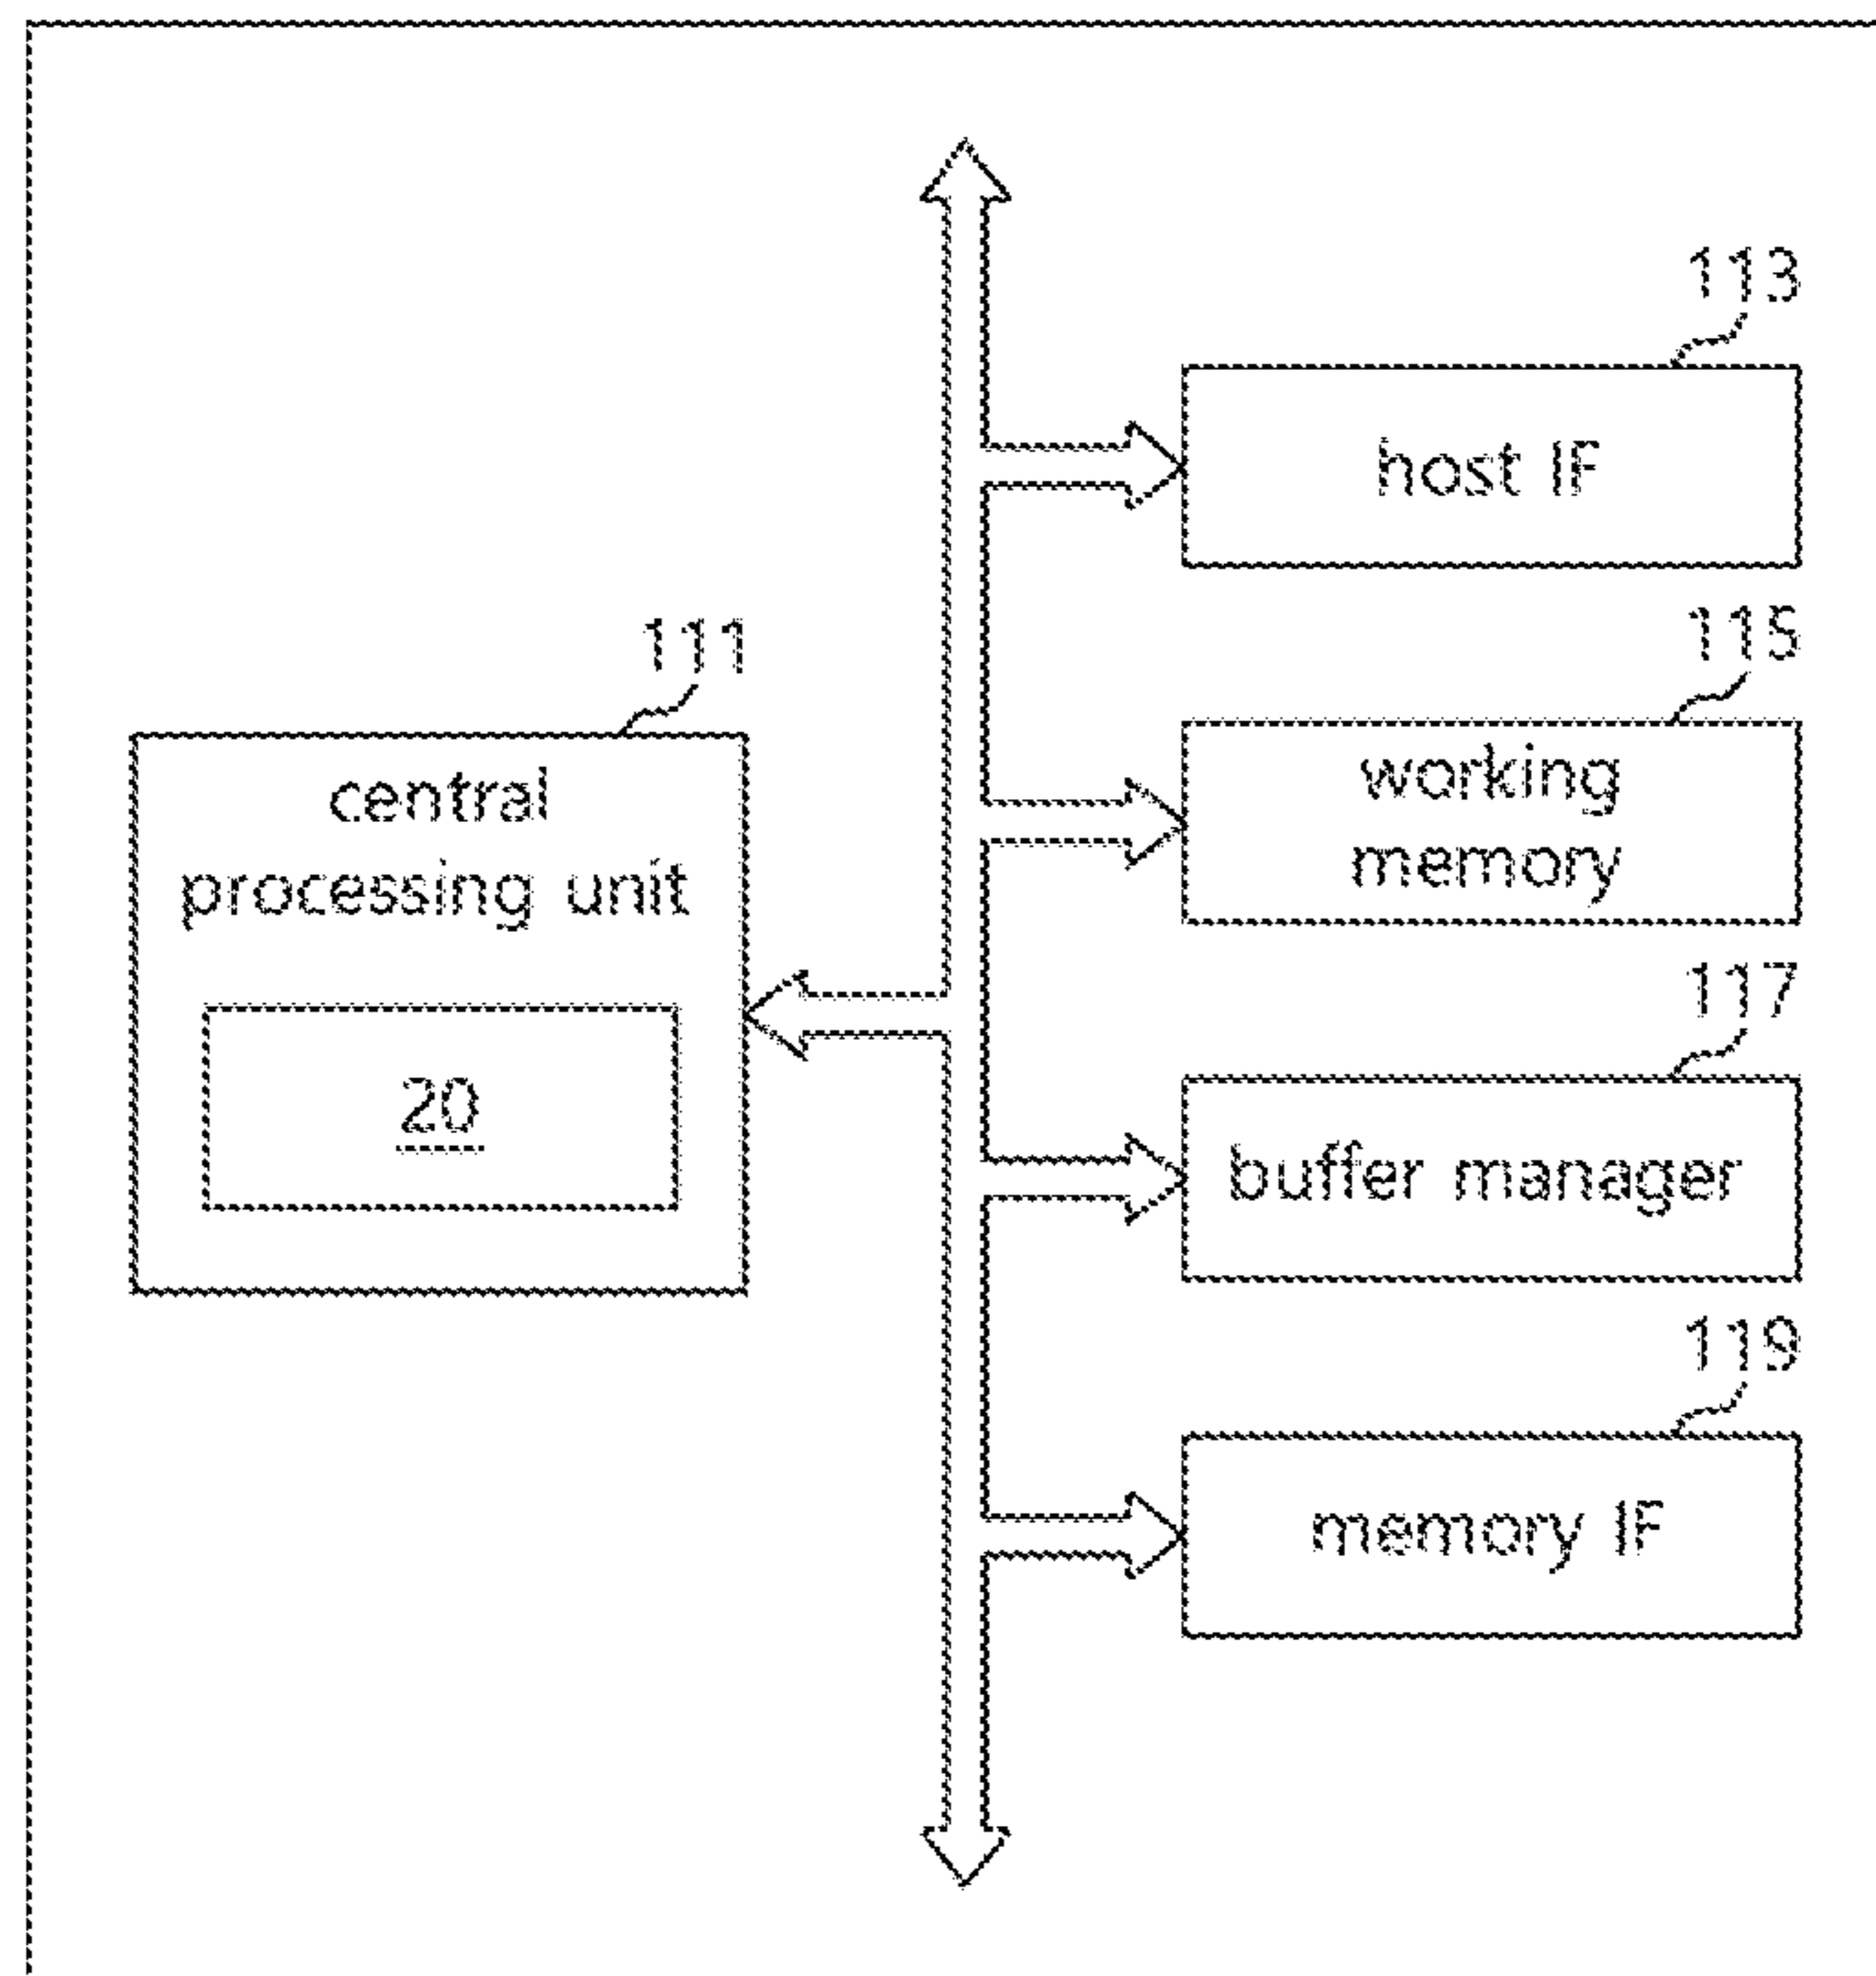 113
host IF
111
115
central
processing unit
working
memory
20
117
buffer manager
119
memory IF